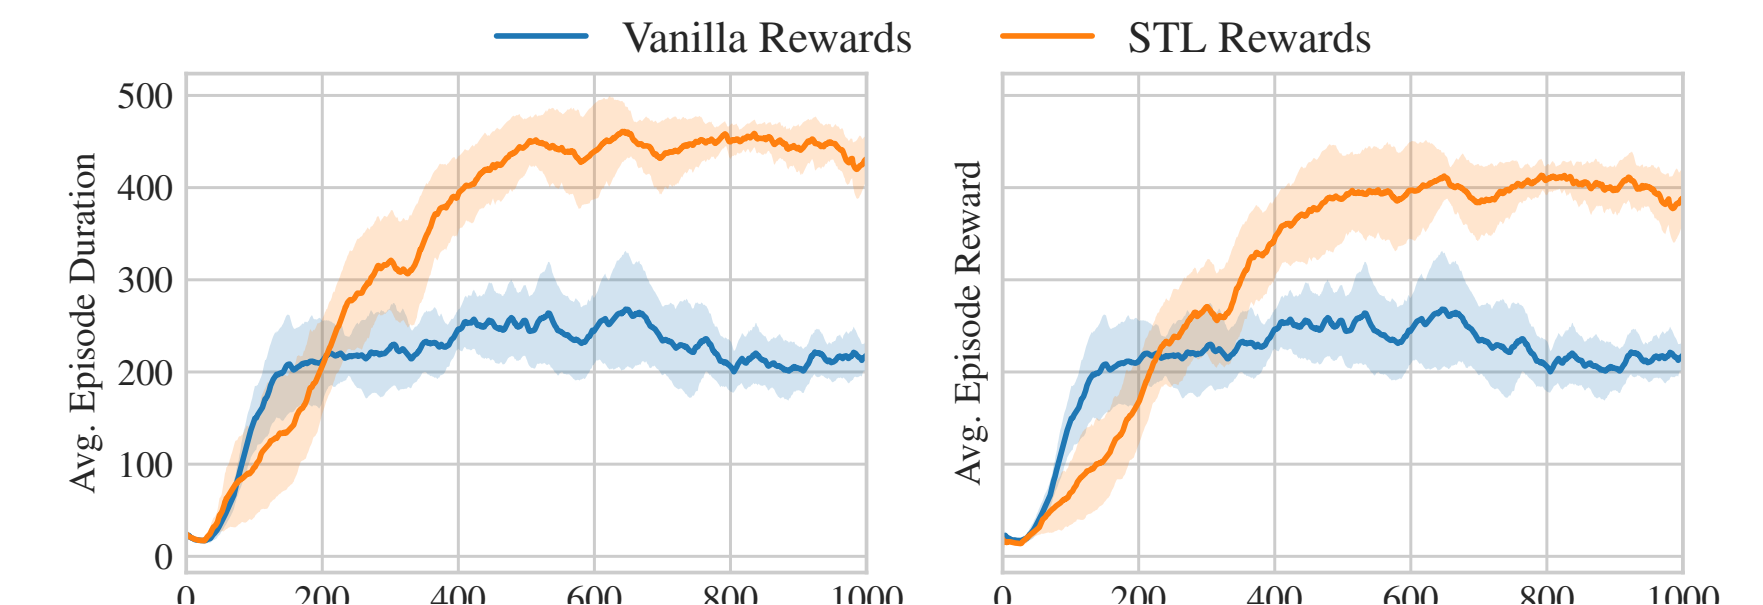 Vanilla Rewards STL Rewards
Avg. Episode Duration
500
400
300
200
100
0
0 200 400 600 800 1000
Avg. Episode Reward
0 200 400 600 800 1000